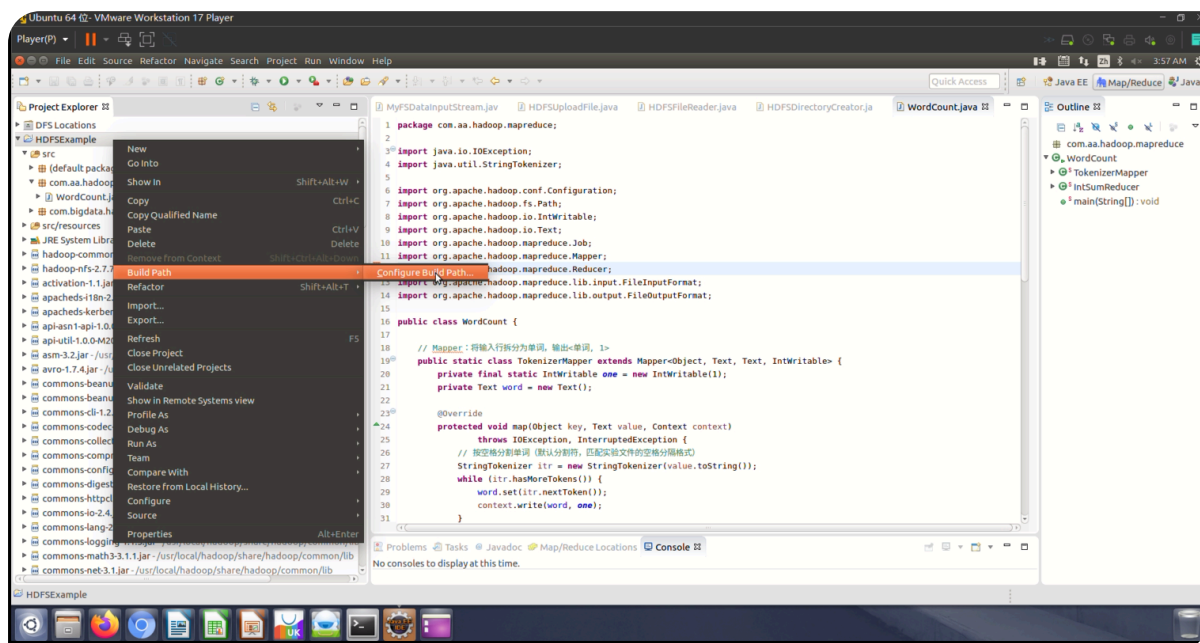 Ubuntu 64 位- VMware Workstation 17 Player
Player(P)
File Edit Source Refactor Navigate Search Project Run Window Help
Zh
3:57 AM
Quick Access
Java EE
Map/Reduce
Java
Project Explorer
DFS Locations
HDFSExample
src
(default packag
com.aa.hadoop
WordCount.ja
com.bigdata.ha
src/resources
JRE System Libra
hadoop-common
hadoop-nfs-2.7.7
activation-1.1.jar
apacheds-i18n-2.
apacheds-kerber
api-asn1-api-1.0.
api-util-1.0.0-M20
asm-3.2.jar - /usr
avro-1.7.4.jar - /u
commons-beanu
commons-beanu
commons-cli-1.2.
commons-codec
commons-collect
commons-compr
commons-config
commons-digest
commons-httpcl
commons-io-2.4.
commons-lang-2
commons-logging
commons-math3-3.1.1.jar - /usr/local/hadoop/share/hadoop/common/lib
commons-net-3.1.jar - /usr/local/hadoop/share/hadoop/common/lib
New
Go Into
Show In Shift+Alt+W
Copy Ctrl+C
Copy Qualified Name
Paste Ctrl+V
Delete Delete
Remove from Context Shift+Ctrl+Alt+Down
Build Path
Refactor Shift+Alt+T
Import...
Export...
Refresh F5
Close Project
Close Unrelated Projects
Validate
Show in Remote Systems view
Profile As
Debug As
Run As
Team
Compare With
Restore from Local History...
Configure
Source
Properties Alt+Enter
Configure Build Path...
MyFSDataInputStream.jav
HDFSUploadFile.java
HDFSFileReader.java
HDFSDirectoryCreator.ja
WordCount.java
1 package com.aa.hadoop.mapreduce;
2
3 import java.io.IOException;
4 import java.util.StringTokenizer;
5
6 import org.apache.hadoop.conf.Configuration;
7 import org.apache.hadoop.fs.Path;
8 import org.apache.hadoop.io.IntWritable;
9 import org.apache.hadoop.io.Text;
10 import org.apache.hadoop.mapreduce.Job;
11 import org.apache.hadoop.mapreduce.Mapper;
hadoop.mapreduce.Reducer;
13 import org.apache.hadoop.mapreduce.lib.input.FileInputFormat;
14 import org.apache.hadoop.mapreduce.lib.output.FileOutputFormat;
15
16 public class WordCount {
17
18 // Mapper：将输入行拆分为单词，输出<单词, 1>
19 public static class TokenizerMapper extends Mapper<Object, Text, Text, IntWritable> {
20 private final static IntWritable one = new IntWritable(1);
21 private Text word = new Text();
22
23 @Override
24 protected void map(Object key, Text value, Context context)
25 throws IOException, InterruptedException {
26 // 按空格分割单词（默认分割符，匹配实验文件的空格分隔格式）
27 StringTokenizer itr = new StringTokenizer(value.toString());
28 while (itr.hasMoreTokens()) {
29 word.set(itr.nextToken());
30 context.write(word, one);
31 }
Problems
Tasks
Javadoc
Map/Reduce Locations
Console
No consoles to display at this time.
Outline
com.aa.hadoop.mapreduce
WordCount
TokenizerMapper
IntSumReducer
main(String[]) : void
HDFSExample
UK